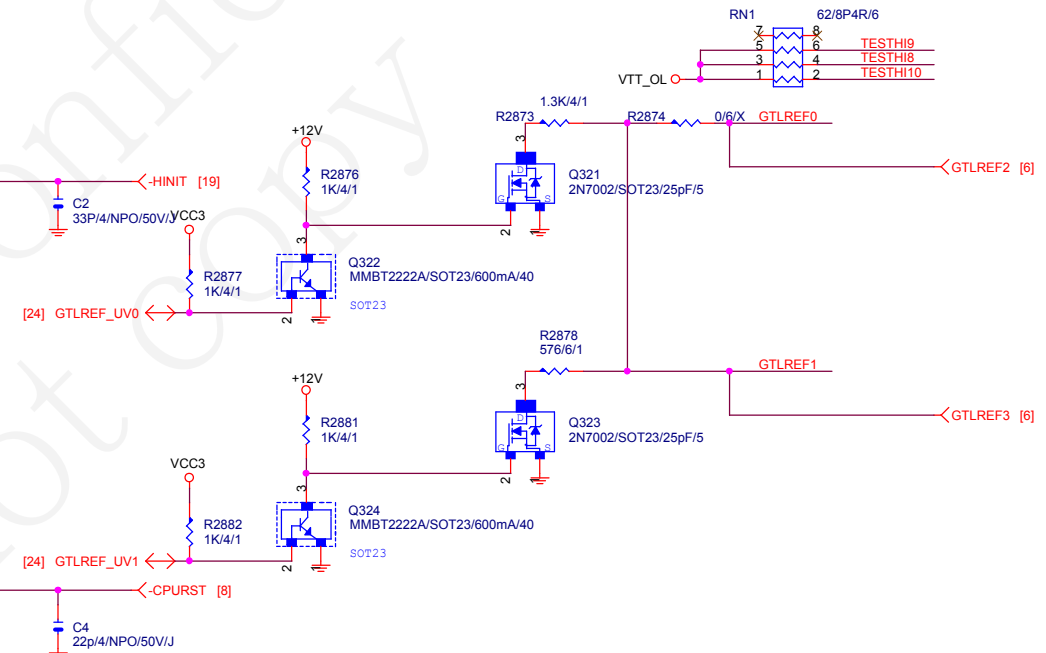 RN1
62/8P4R/6
7
8
5
6
TESTHI9
3
4
TESTHI8
VTT_OL
1
2
TESTHI10
1.3K/4/1
R2873
R2874
0/6/X
GTLREF0
3
+12V
D
G
S
Q321
2N7002/SOT23/25pF/5
GTLREF2 [6]
R2876
1K/4/1
-HINIT [19]
C2
33P/4/NPO/50V/J
VCC3
2
1
3
Q322
MMBT2222A/SOT23/600mA/40
SOT23
R2877
1K/4/1
[24] GTLREF_UV0
2
1
R2878
576/6/1
GTLREF1
+12V
3
D
G
S
Q323
2N7002/SOT23/25pF/5
GTLREF3 [6]
R2881
1K/4/1
VCC3
2
1
3
Q324
MMBT2222A/SOT23/600mA/40
SOT23
R2882
1K/4/1
[24] GTLREF_UV1
2
1
-CPURST [8]
C4
22p/4/NPO/50V/J
Confi
ot copy